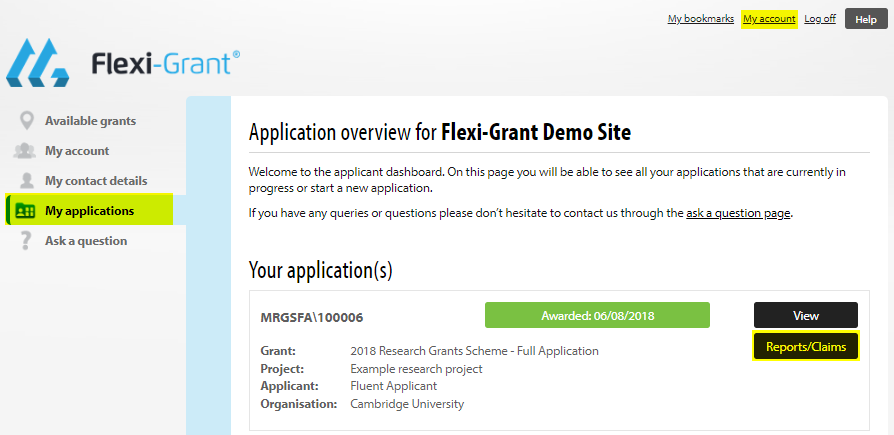 My bookmarks My account Log off Help
Flexi-Grant®
Available grants
My account
My contact details
My applications
Ask a question
Application overview for Flexi-Grant Demo Site
Welcome to the applicant dashboard. On this page you will be able to see all your applications that are currently in
progress or start a new application.
If you have any queries or questions please don't hesitate to contact us through the ask a question page.
Your application(s)
MRGSFA\100006 Awarded: 06/08/2018 View
Reports/Claims
Grant: 2018 Research Grants Scheme - Full Application
Project: Example research project
Applicant: Fluent Applicant
Organisation: Cambridge University